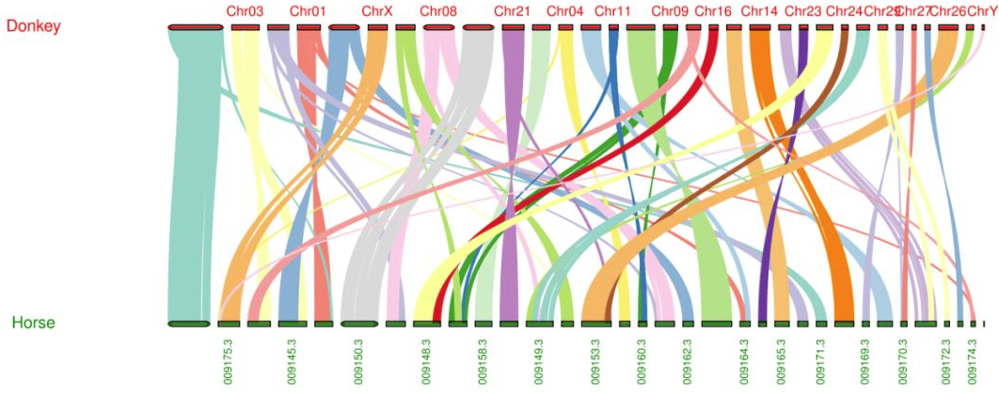 Chr03 Chr01 ChrX Chr08 Chr21 Chr04 Chr11 Chr09 Chr16 Chr14 Chr23 Chr24 Chr29 Chr27 Chr26 ChrY
Donkey
Horse
009175.3 009145.3 009150.3 009148.3 009158.3 009149.3 009153.3 009160.3 009162.3 009164.3 009165.3 009171.3 009169.3 009170.3 009172.3 009174.3